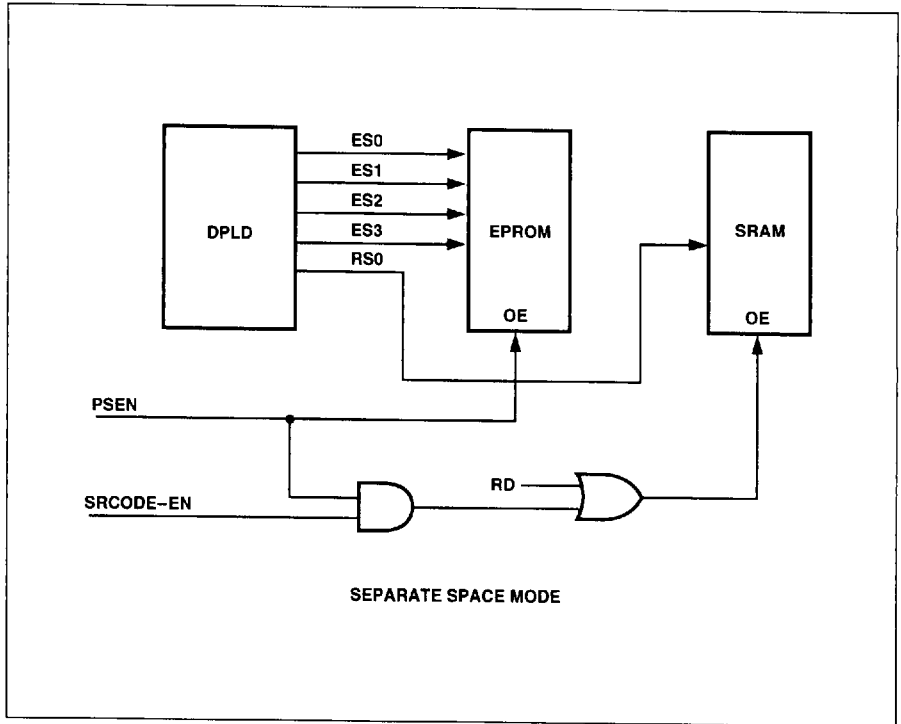 ES0
ES1
ES2
ES3
RS0
DPLD
EPROM
OE
SRAM
OE
PSEN
SRCODE–EN
RD
SEPARATE SPACE MODE